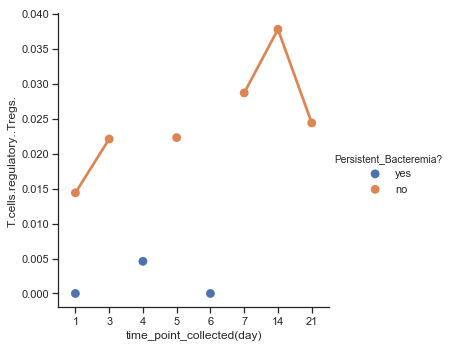 0.040
0.035
0.030
0.025
0.020
0.015
0.010
0.005
0.000
T.cells.regulatory..Tregs.
1 3 4 5 6 7 14 21
time_point_collected(day)
Persistent_Bacteremia?
yes
no